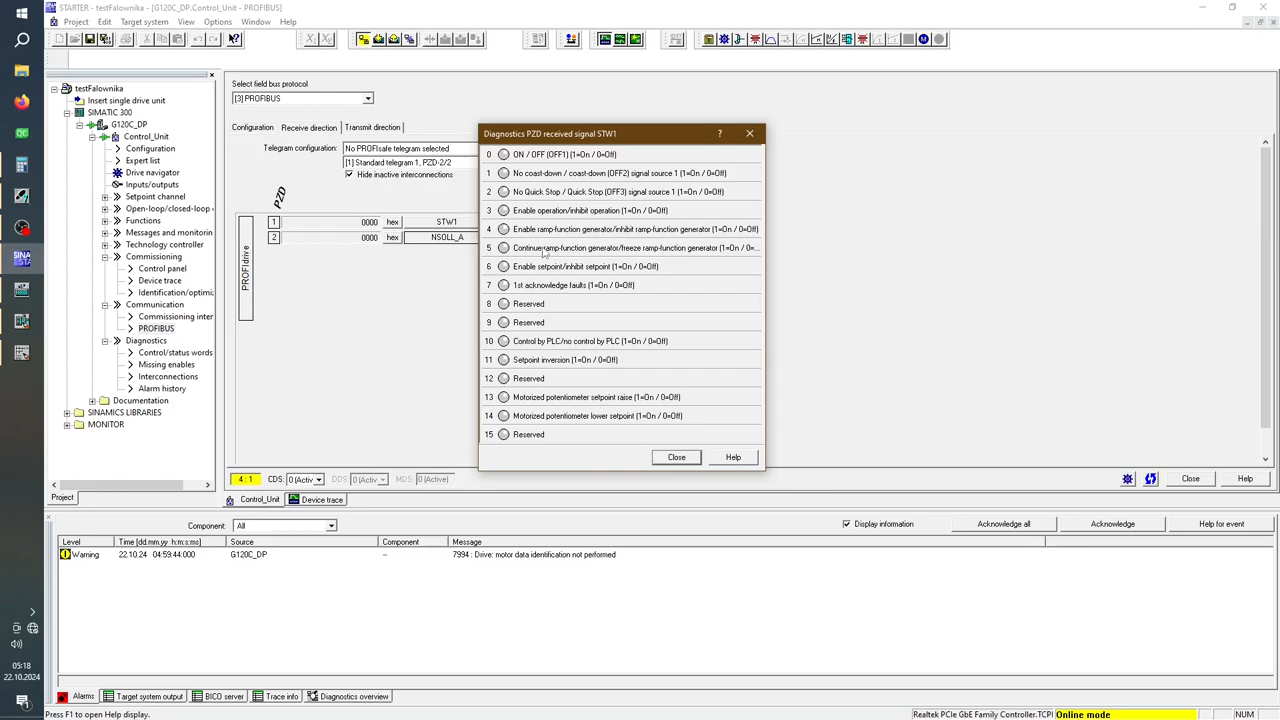 STARTER - testFalownika - [G120C_DP.Control_Unit - PROFIBUS]
Project Edit Target system View Options Window Help
Select field bus protocol
[3] PROFIBUS
Configuration Receive direction Transmit direction
Telegram configuration: No PROFIsafe telegram selected
[1] Standard telegram 1, PZD-2/2
Hide inactive interconnections
PZD
PROFIdrive
1 0000 hex STW1
2 0000 hex NSOLL_A
testFalownika
Insert single drive unit
SIMATIC 300
G120C_DP
Control_Unit
Configuration
Expert list
Drive navigator
Inputs/outputs
Setpoint channel
Open-loop/closed-loop
Functions
Messages and monitorin
Technology controller
Commissioning
Control panel
Device trace
Identification/optimiz
Communication
Commissioning inter
PROFIBUS
Diagnostics
Control/status words
Missing enables
Interconnections
Alarm history
Documentation
SINAMICS LIBRARIES
MONITOR
Project
Diagnostics PZD received signal STW1
0 ON / OFF (OFF1) (1=On / 0=Off)
1 No coast-down / coast-down (OFF2) signal source 1 (1=On / 0=Off)
2 No Quick Stop / Quick Stop (OFF3) signal source 1 (1=On / 0=Off)
3 Enable operation/inhibit operation (1=On / 0=Off)
4 Enable ramp-function generator/inhibit ramp-function generator (1=On / 0=Off)
5 Continue ramp-function generator/freeze ramp-function generator (1=On / 0=...
6 Enable setpoint/inhibit setpoint (1=On / 0=Off)
7 1st acknowledge faults (1=On / 0=Off)
8 Reserved
9 Reserved
10 Control by PLC/no control by PLC (1=On / 0=Off)
11 Setpoint inversion (1=On / 0=Off)
12 Reserved
13 Motorized potentiometer setpoint raise (1=On / 0=Off)
14 Motorized potentiometer lower setpoint (1=On / 0=Off)
15 Reserved
Close Help
4 : 1 CDS: 0 (Activ DDS: 0 (Activ MDS: 0 (Active) Close Help
Control_Unit Device trace
Component: All Display information Acknowledge all Acknowledge Help for event
Level Time [dd.mm.yy h:m:s:ms] Source Component Message
Warning 22.10.24 04:59:44:000 G120C_DP -- 7994 : Drive: motor data identification not performed
Alarms Target system output BICO server Trace info Diagnostics overview
Press F1 to open Help display. Realtek PCIe GbE Family Controller.TCPI Online mode NUM
05:18
22.10.2024